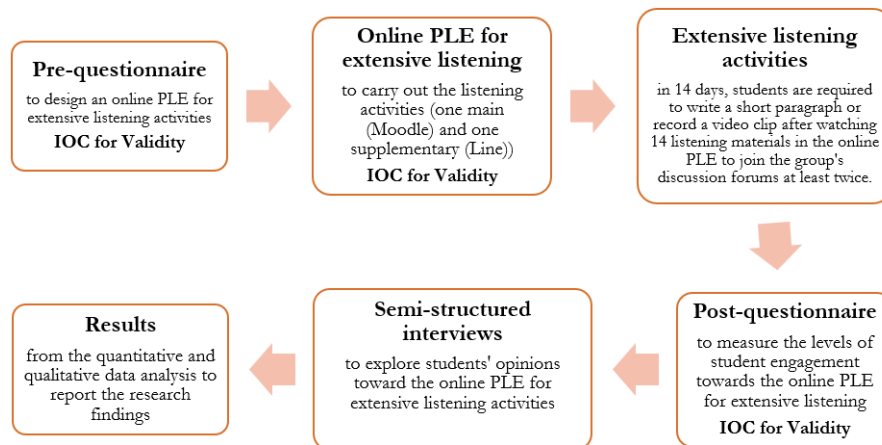 Pre-questionnaire
to design an online PLE for
extensive listening activities
IOC for Validity
Online PLE for
extensive listening
to carry out the listening
activities (one main
(Moodle) and one
supplementary (Line))
IOC for Validity
Extensive listening
activities
in 14 days, students are required
to write a short paragraph or
record a video clip after watching
14 listening materials in the online
PLE to join the group's
discussion forums at least twice.
Post-questionnaire
to measure the levels of
student engagement
towards the online PLE
for extensive listening
IOC for Validity
Semi-structured
interviews
to explore students' opinions
toward the online PLE for
extensive listening activities
Results
from the quantitative and
qualitative data analysis to
report the research
findings